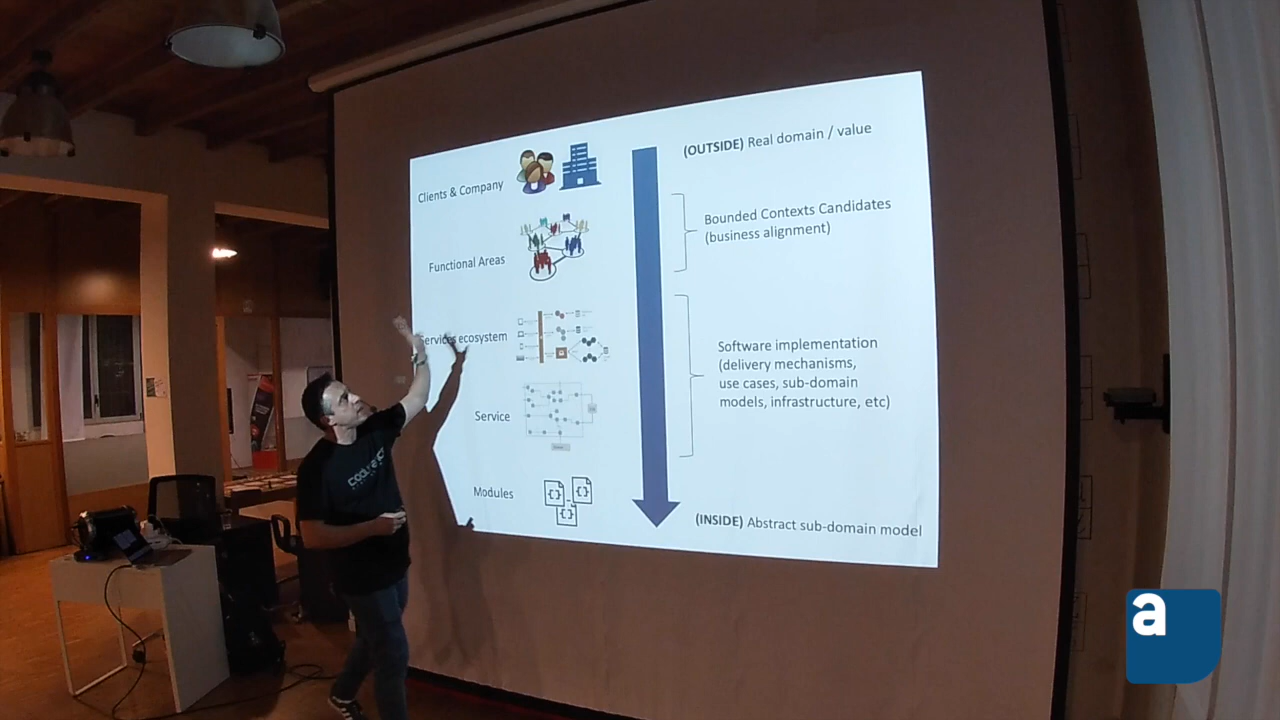 (OUTSIDE) Real domain / value
Clients & Company
Bounded Contexts Candidates
(business alignment)
Functional Areas
Services ecosystem
Software implementation
(delivery mechanisms,
use cases, sub-domain
models, infrastructure, etc)
Service
Modules
{}
{}
{}
(INSIDE) Abstract sub-domain model
a